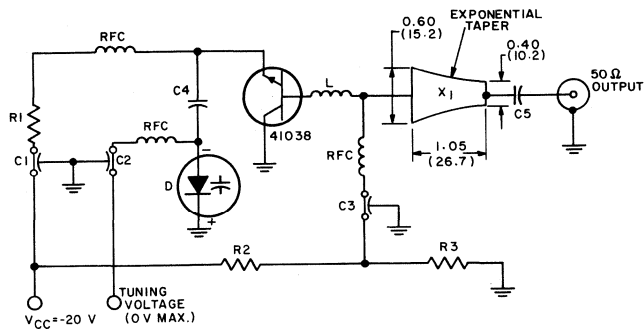 RFC
R1
C4
RFC
C1
C2
D
−
+
41038
L
0.60
(15.2)
EXPONENTIAL
TAPER
0.40
(10.2)
X1
C5
50Ω
OUTPUT
1.05
(26.7)
RFC
C3
R2
R3
VCC=-20 V
TUNING
VOLTAGE
(0V MAX.)